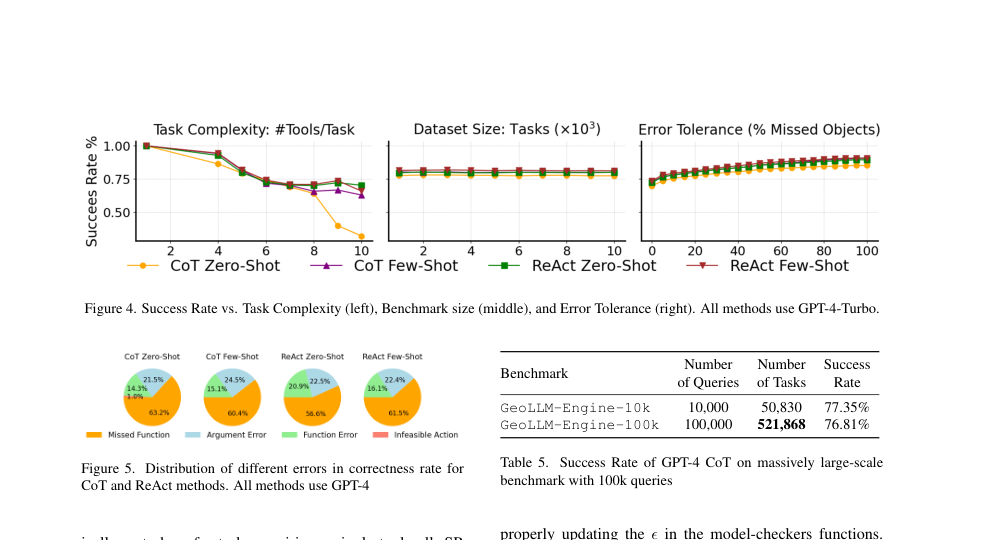 Task Complexity: #Tools/Task
Dataset Size: Tasks (×10³)
Error Tolerance (% Missed Objects)
Succees Rate %
1.00
0.75
0.50
2 4 6 8 10
2 4 6 8 10
0 20 40 60 80 100
CoT Zero-Shot CoT Few-Shot ReAct Zero-Shot ReAct Few-Shot
Figure 4. Success Rate vs. Task Complexity (left), Benchmark size (middle), and Error Tolerance (right). All methods use GPT-4-Turbo.
CoT Zero-Shot CoT Few-Shot ReAct Zero-Shot ReAct Few-Shot
21.5% 14.3% 1.0% 63.2%
24.5% 15.1% 60.4%
22.5% 20.9% 56.6%
22.4% 16.1% 61.5%
Missed Function Argument Error Function Error Infeasible Action
Figure 5. Distribution of different errors in correctness rate for
CoT and ReAct methods. All methods use GPT-4
Benchmark Number of Queries Number of Tasks Success Rate
GeoLLM-Engine-10k 10,000 50,830 77.35%
GeoLLM-Engine-100k 100,000 521,868 76.81%
Table 5. Success Rate of GPT-4 CoT on massively large-scale
benchmark with 100k queries
properly updating the ϵ in the model-checkers functions.